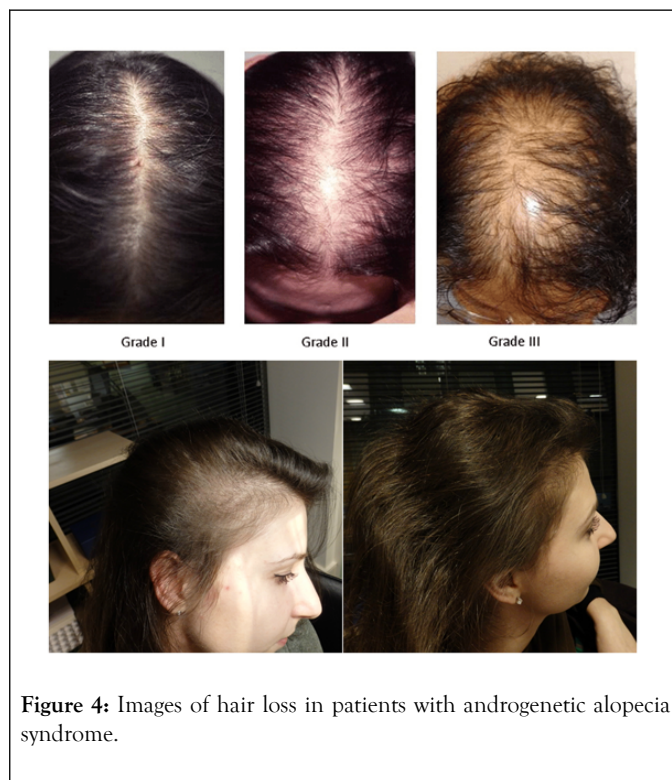 Grade I
Grade II
Grade III
Figure 4: Images of hair loss in patients with androgenetic alopecia
syndrome.